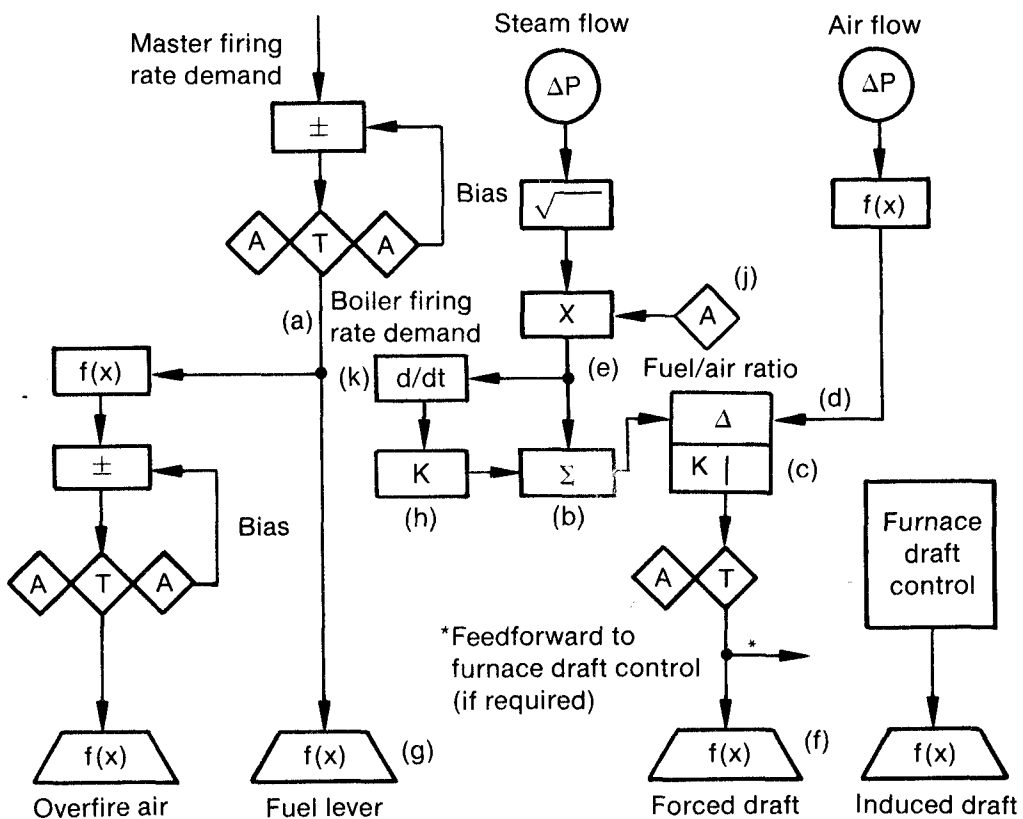 Master firing
rate demand
Steam flow
Air flow
ΔP
ΔP
±
√
f(x)
Bias
A
T
A
(j)
(a)
Boiler firing
rate demand
X
A
(e)
Fuel/air ratio
f(x)
(k)
d/dt
(d)
Δ
±
K
Σ
K |
(c)
(h)
(b)
Bias
Furnace
draft
control
A
T
A
A
T
*Feedforward to
furnace draft control
(if required)
*
f(x)
f(x)
(g)
f(x)
(f)
f(x)
Overfire air
Fuel lever
Forced draft
Induced draft